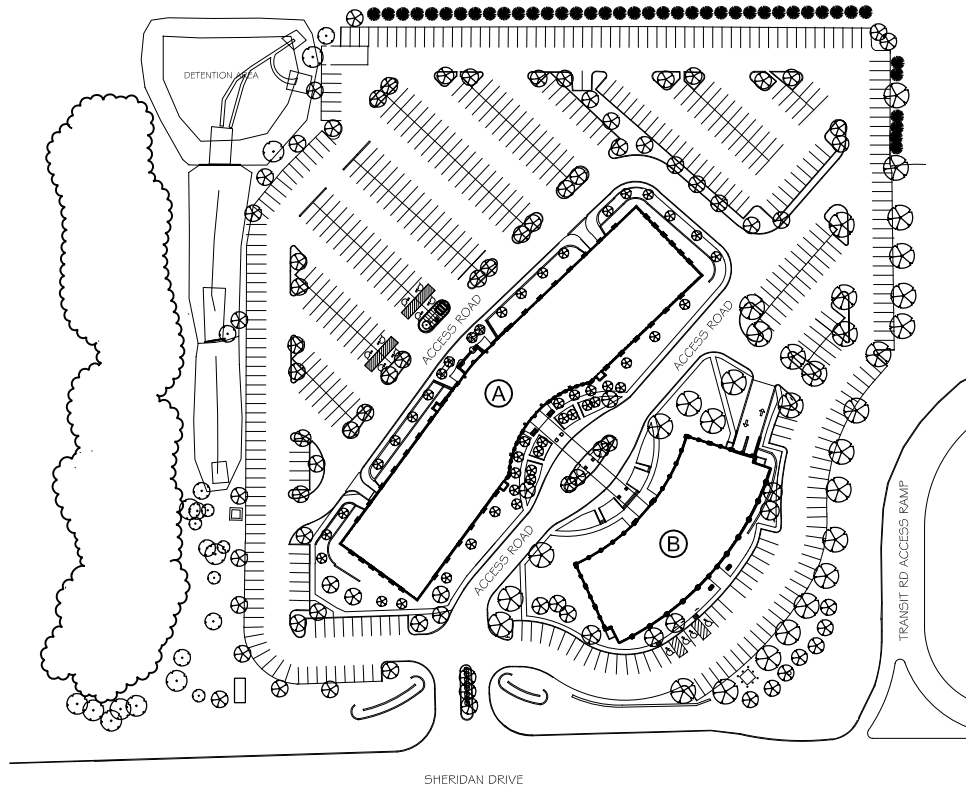 DETENTION AREA
ACCESS ROAD
ACCESS ROAD
A
TRANSIT RD ACCESS RAMP
B
ACCESS ROAD
SHERIDAN DRIVE